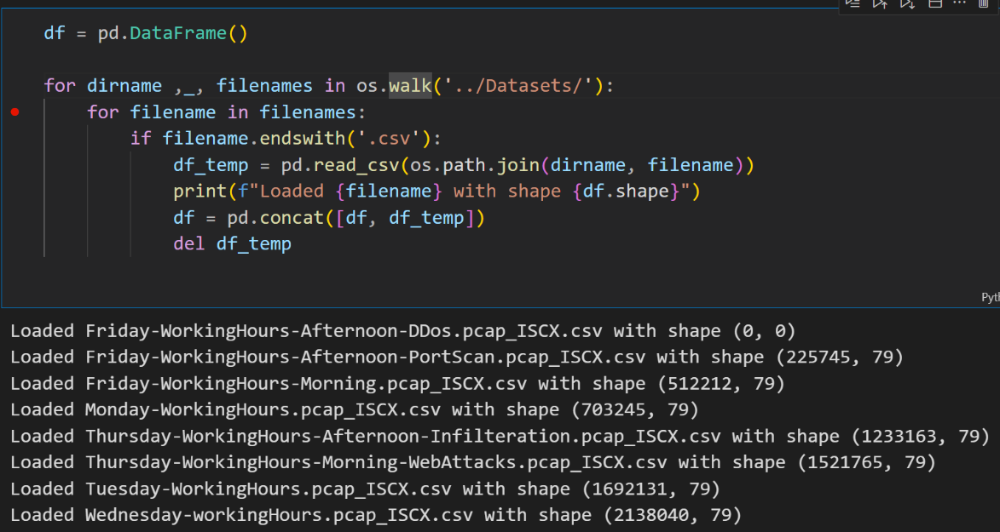 df = pd.DataFrame()
for dirname ,_, filenames in os.walk('../Datasets/'):
for filename in filenames:
if filename.endswith('.csv'):
df_temp = pd.read_csv(os.path.join(dirname, filename))
print(f"Loaded {filename} with shape {df.shape}")
df = pd.concat([df, df_temp])
del df_temp
Pyt
Loaded Friday-WorkingHours-Afternoon-DDos.pcap_ISCX.csv with shape (0, 0)
Loaded Friday-WorkingHours-Afternoon-PortScan.pcap_ISCX.csv with shape (225745, 79)
Loaded Friday-WorkingHours-Morning.pcap_ISCX.csv with shape (512212, 79)
Loaded Monday-WorkingHours.pcap_ISCX.csv with shape (703245, 79)
Loaded Thursday-WorkingHours-Afternoon-Infilteration.pcap_ISCX.csv with shape (1233163, 79)
Loaded Thursday-WorkingHours-Morning-WebAttacks.pcap_ISCX.csv with shape (1521765, 79)
Loaded Tuesday-WorkingHours.pcap_ISCX.csv with shape (1692131, 79)
Loaded Wednesday-workingHours.pcap_ISCX.csv with shape (2138040, 79)